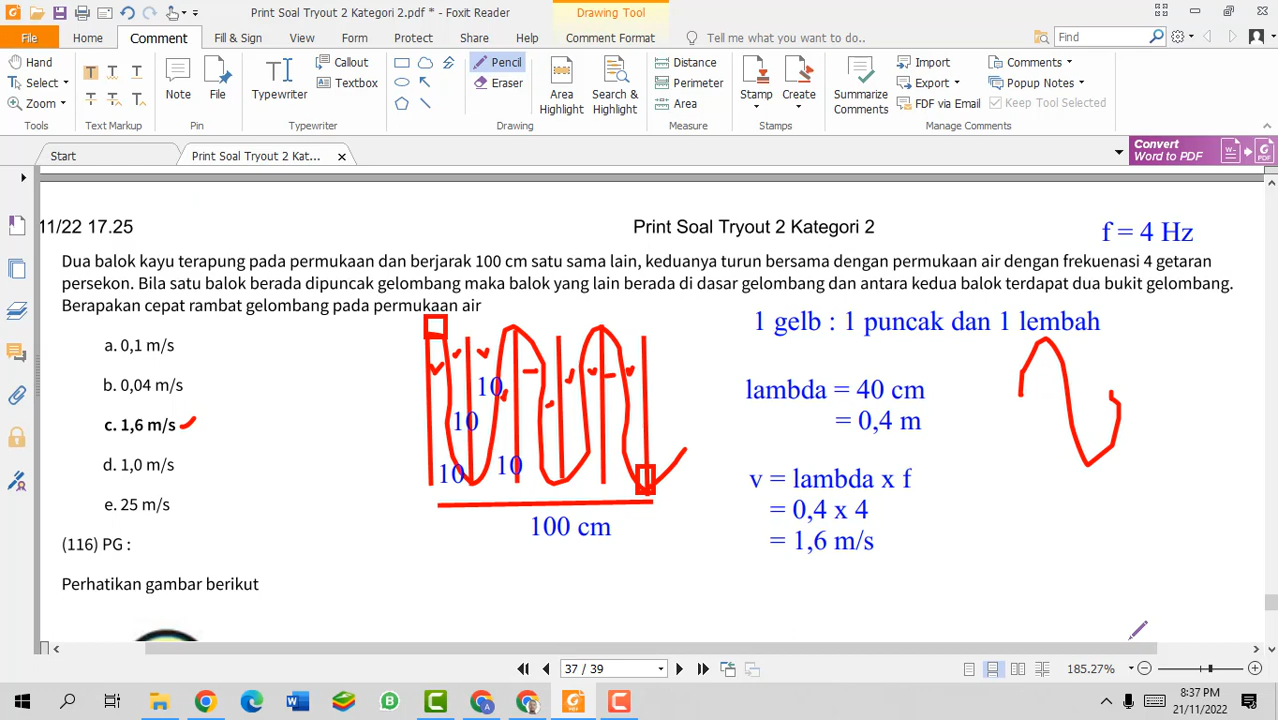 Print Soal Tryout 2 Kategori 2.pdf * - Foxit Reader
Drawing Tool
File
Home
Comment
Fill & Sign
View
Form
Protect
Share
Help
Comment Format
Tell me what you want to do..
Find
Hand
Select
Zoom
Tools
Text Markup
Note
File
Pin
Typewriter
Callout
Textbox
Typewriter
Pencil
Eraser
Area Highlight
Search & Highlight
Drawing
Distance
Perimeter
Area
Measure
Stamp
Create
Stamps
Summarize Comments
Import
Export
FDF via Email
Comments
Popup Notes
Keep Tool Selected
Manage Comments
Start
Print Soal Tryout 2 Kat...
Convert
Word to PDF
11/22 17.25
Print Soal Tryout 2 Kategori 2
f = 4 Hz
Dua balok kayu terapung pada permukaan dan berjarak 100 cm satu sama lain, keduanya turun bersama dengan permukaan air dengan frekuenasi 4 getaran
persekon. Bila satu balok berada dipuncak gelombang maka balok yang lain berada di dasar gelombang dan antara kedua balok terdapat dua bukit gelombang.
Berapakan cepat rambat gelombang pada permukaan air
a. 0,1 m/s
b. 0,04 m/s
c. 1,6 m/s
d. 1,0 m/s
e. 25 m/s
10
10
10
10
100 cm
1 gelb : 1 puncak dan 1 lembah
lambda = 40 cm
= 0,4 m
v = lambda x f
= 0,4 x 4
= 1,6 m/s
(116) PG :
Perhatikan gambar berikut
37 / 39
185.27%
8:37 PM
21/11/2022